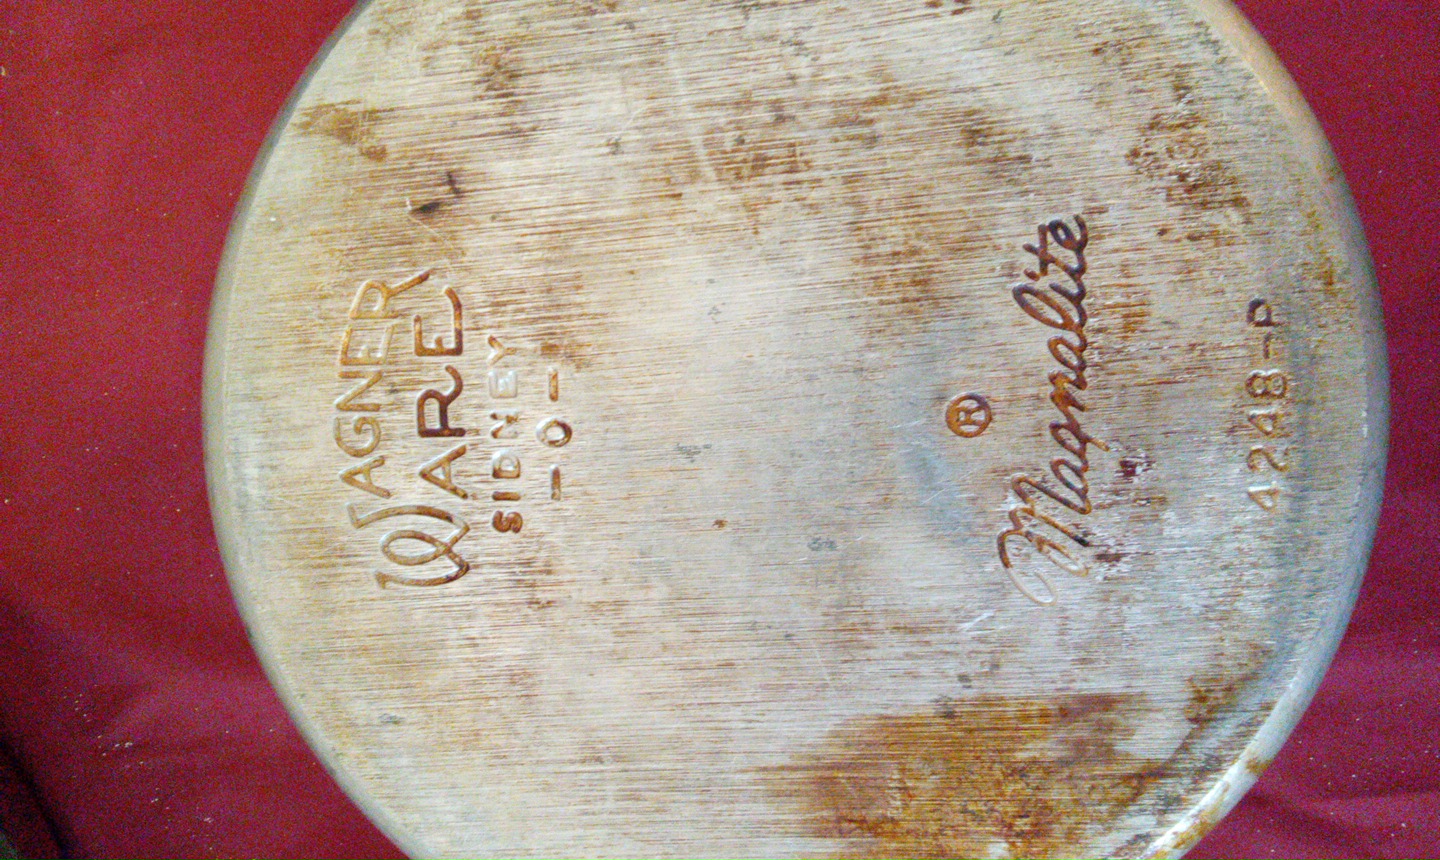 WAGNER
WARE
SIDNEY
-O-
®
Magnalite
4248-P